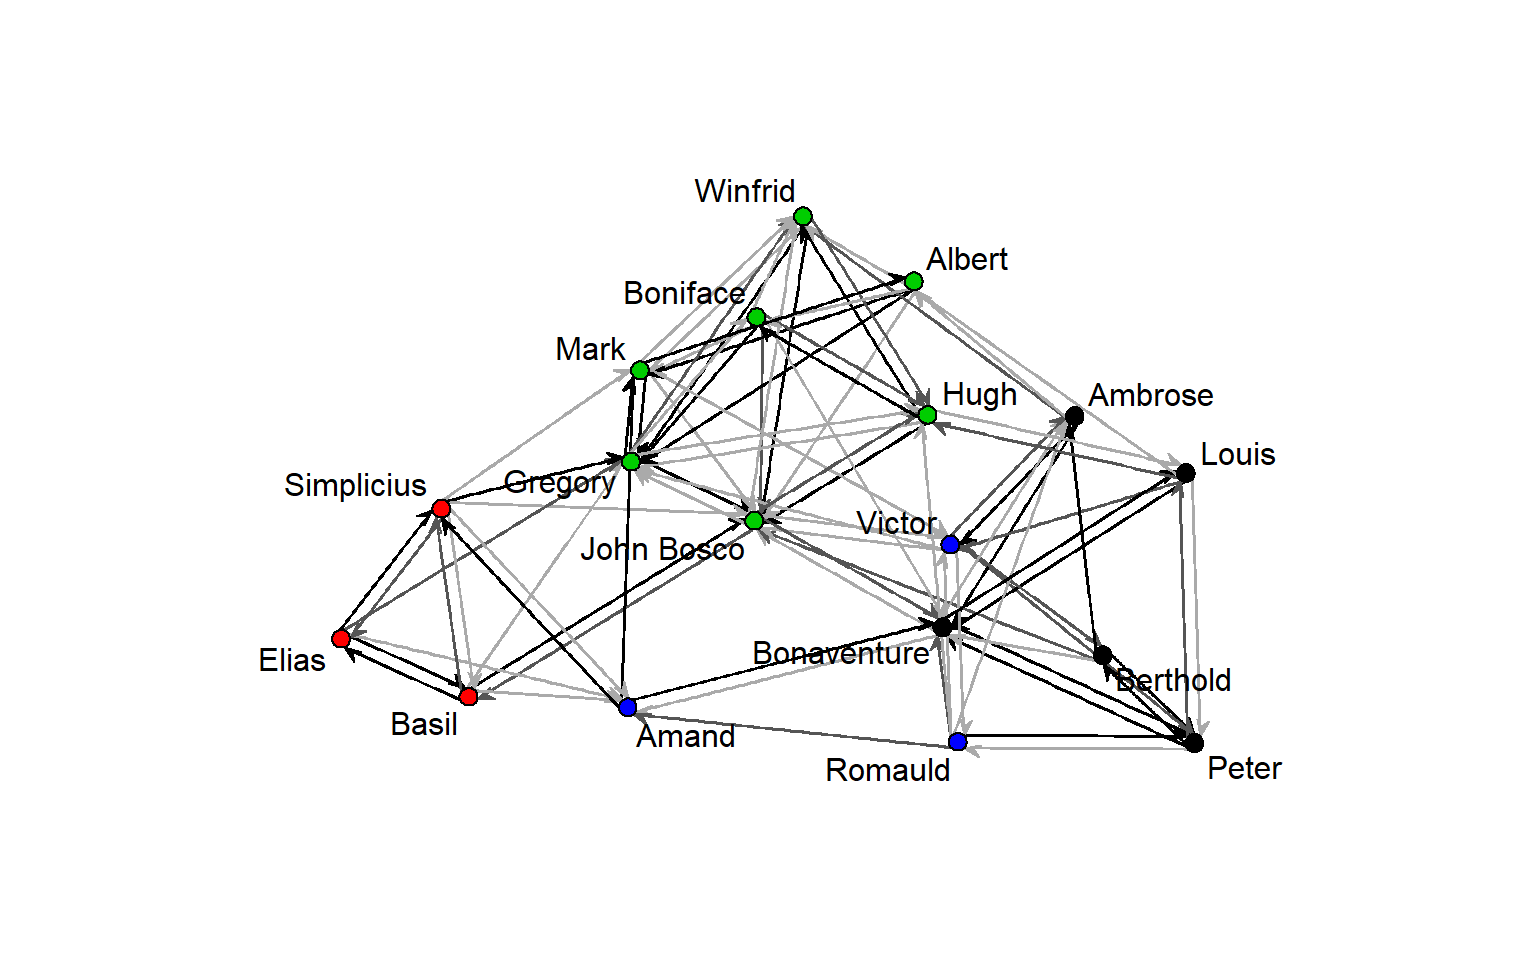 Winfrid
Albert
Boniface
Mark
Hugh
Ambrose
Louis
Simplicius
Gregory
Victor
John Bosco
Elias
Bonaventure
Berthold
Basil
Amand
Romauld
Peter